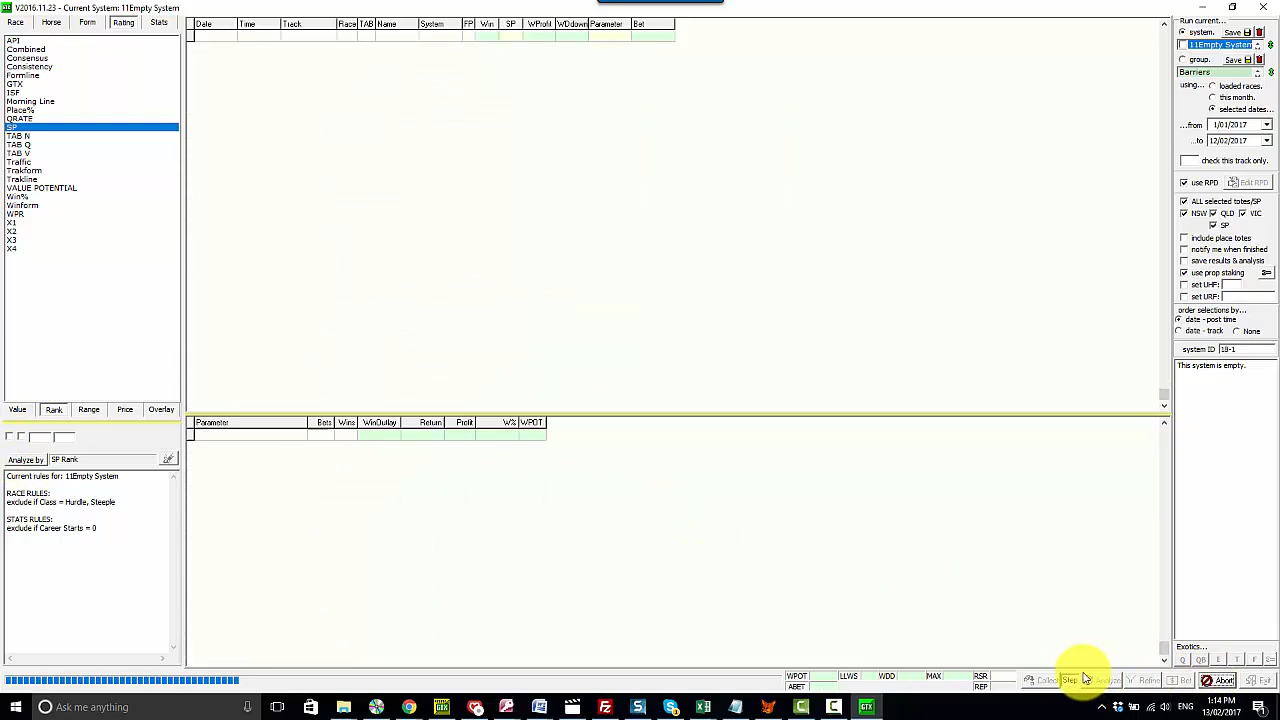 V2016.11.23 - Current System: 11Empty System
Race Horse Form Rating Stats
API
Combined
Consensus
Consistency
Formline
GTX
ISF
Morning Line
Place%
QRATE
SP
TAB N
TAB Q
TAB V
Traffic
Trakform
Trakline
VALUE POTENTIAL
Win%
Winform
WPR
X1
X2
X3
X4
Value Rank Range Price Overlay
Analyze by SP Rank
Current rules for: 11Empty System
RACE RULES:
exclude if Class = Hurdle, Steeple
STATS RULES:
exclude if Career Starts = 0
Date Time Track Race TAB Name System FP Win SP WProfit WDdown Parameter Bet
Parameter Bets Wins WinOutlay Return Profit W% WPOT
Run current...
system. Save
11Empty System
group. Save
Barriers
using... loaded races.
this month.
selected dates...
...from 1/01/2017
...to 12/02/2017
check this track only.
use RPD Edit RPD
ALL selected totes/SP
NSW QLD VIC
SP
include place totes
notify me when finished
save results & analysis
use prop staking
set UHF:
set URF:
order selections by...
date - post time
date - track None
system ID 18-1
This system is empty.
Exotics...
Q QB E T F
WPOT LLWS WDD MAX RSR
ABET REP
Collect Step Analyze Refine Bet Abort Exit
Ask me anything
1:14 PM
13/02/2017